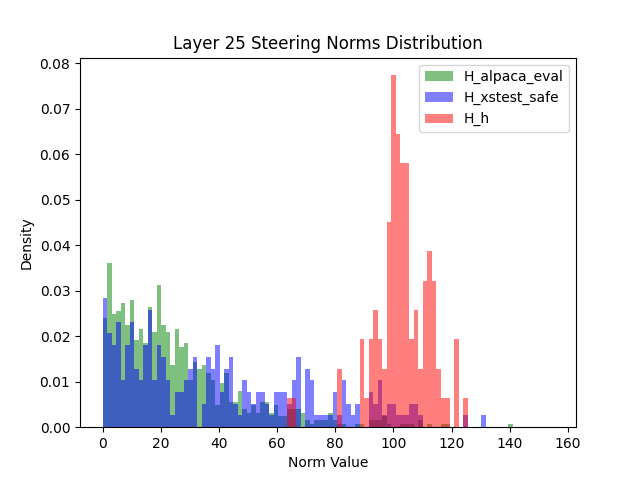 Layer 25 Steering Norms Distribution
H_alpaca_eval
H_xstest_safe
H_h
Density
0.08
0.07
0.06
0.05
0.04
0.03
0.02
0.01
0.00
0 20 40 60 80 100 120 140 160
Norm Value